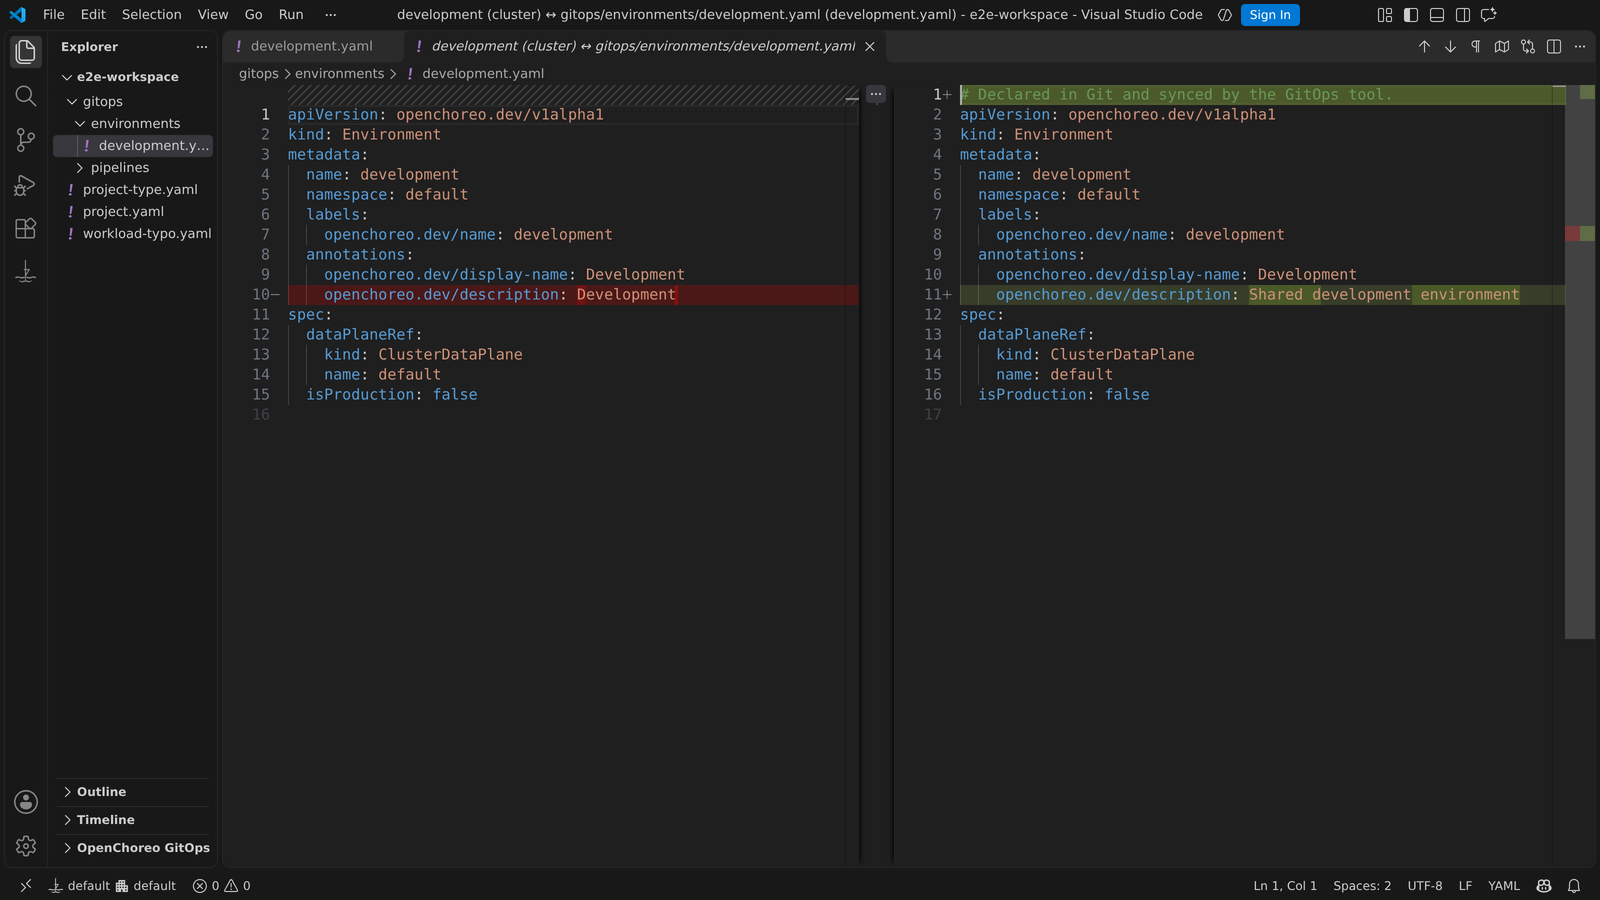 File Edit Selection View Go Run ··· development (cluster) ↔ gitops/environments/development.yaml (development.yaml) - e2e-workspace - Visual Studio Code Sign In
Explorer ···
e2e-workspace
gitops
environments
! development.y...
pipelines
! project-type.yaml
! project.yaml
! workload-typo.yaml
Outline
Timeline
OpenChoreo GitOps
! development.yaml ! development (cluster) ↔ gitops/environments/development.yaml
gitops > environments > ! development.yaml
1 apiVersion: openchoreo.dev/v1alpha1
2 kind: Environment
3 metadata:
4 name: development
5 namespace: default
6 labels:
7 openchoreo.dev/name: development
8 annotations:
9 openchoreo.dev/display-name: Development
10— openchoreo.dev/description: Development
11 spec:
12 dataPlaneRef:
13 kind: ClusterDataPlane
14 name: default
15 isProduction: false
16
1+ # Declared in Git and synced by the GitOps tool.
2 apiVersion: openchoreo.dev/v1alpha1
3 kind: Environment
4 metadata:
5 name: development
6 namespace: default
7 labels:
8 openchoreo.dev/name: development
9 annotations:
10 openchoreo.dev/display-name: Development
11+ openchoreo.dev/description: Shared development environment
12 spec:
13 dataPlaneRef:
14 kind: ClusterDataPlane
15 name: default
16 isProduction: false
17
default default 0 0 Ln 1, Col 1 Spaces: 2 UTF-8 LF YAML